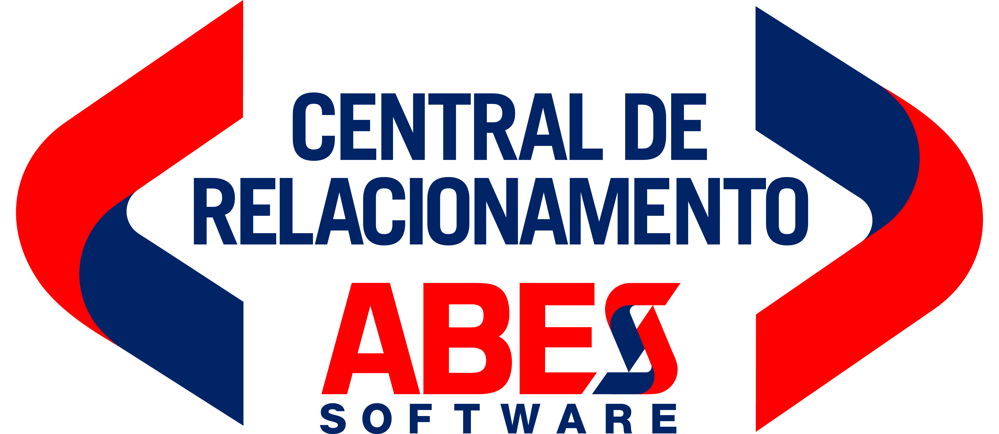 CENTRAL DE
RELACIONAMENTO
ABES
SOFTWARE